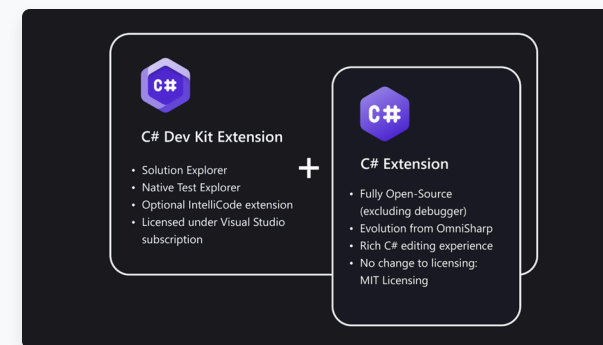 C#
C# Dev Kit Extension
• Solution Explorer
• Native Test Explorer
• Optional IntelliCode extension
• Licensed under Visual Studio
subscription
+
C#
C# Extension
• Fully Open-Source
(excluding debugger)
• Evolution from OmniSharp
• Rich C# editing experience
• No change to licensing:
MIT Licensing